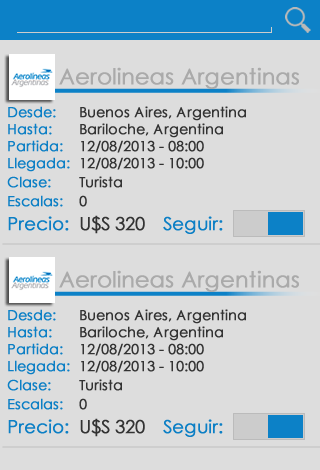 Aerolineas
Argentinas
Aerolineas Argentinas
Desde: Buenos Aires, Argentina
Hasta: Bariloche, Argentina
Partida: 12/08/2013 - 08:00
Llegada: 12/08/2013 - 10:00
Clase: Turista
Escalas: 0
Precio: U$S 320 Seguir:
Aerolineas
Argentinas
Aerolineas Argentinas
Desde: Buenos Aires, Argentina
Hasta: Bariloche, Argentina
Partida: 12/08/2013 - 08:00
Llegada: 12/08/2013 - 10:00
Clase: Turista
Escalas: 0
Precio: U$S 320 Seguir: